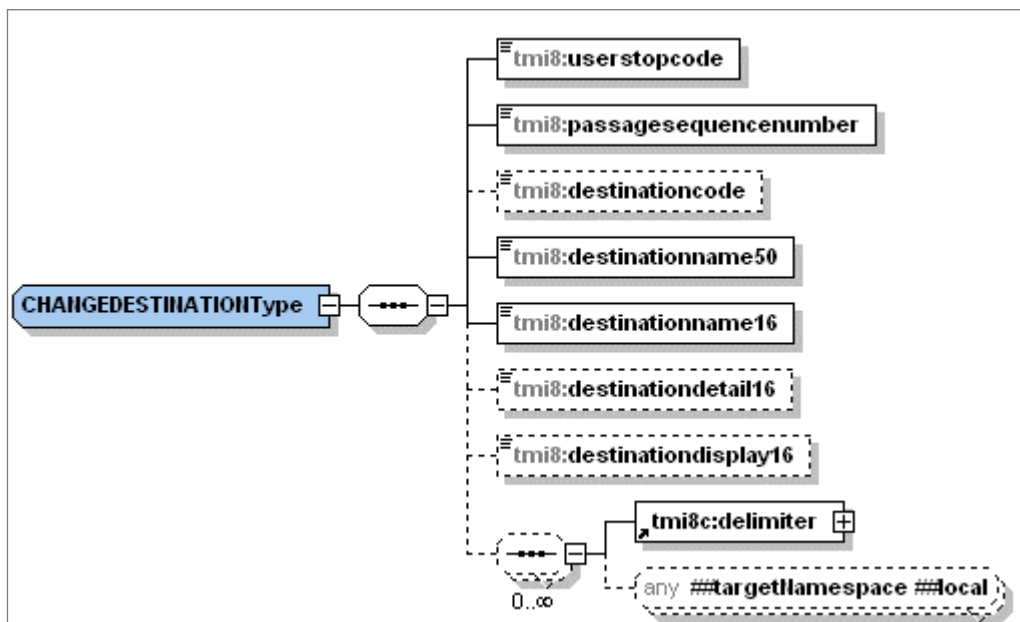 tmi8:userstopcode
tmi8:passagesequencenumber
tmi8:destinationcode
tmi8:destinationname50
CHANGEDESTINATIONType
tmi8:destinationname16
tmi8:destinationdetail16
tmi8:destinationdisplay16
tmi8c:delimiter
any ##targetNamespace ##local
0..∞